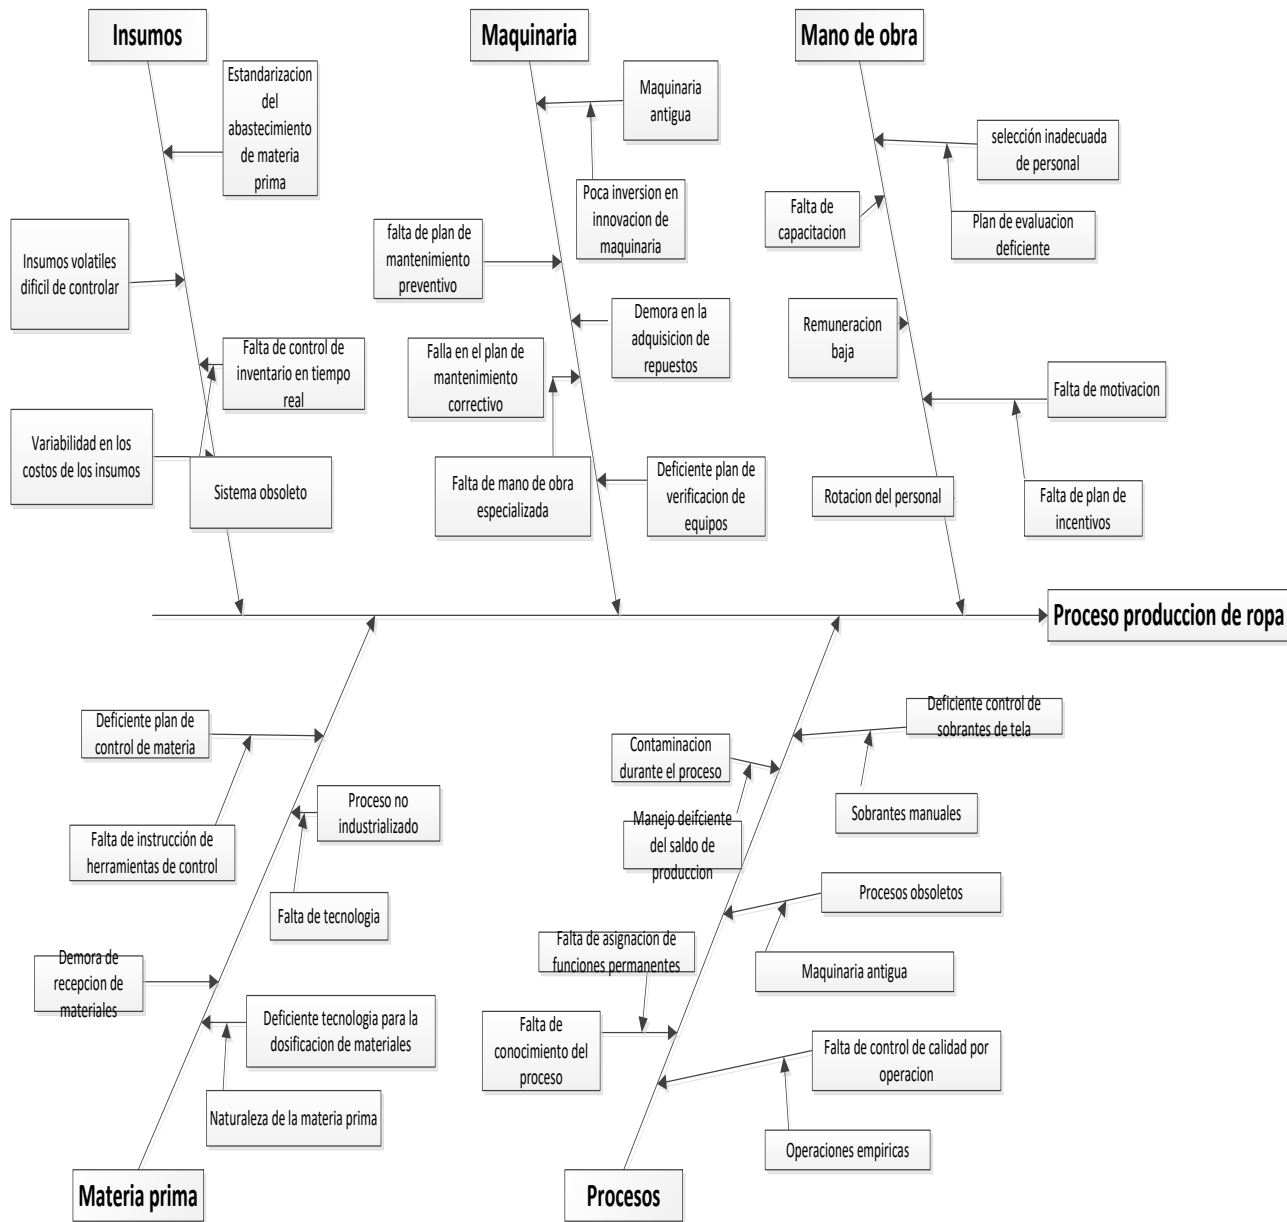 Insumos
Maquinaria
Mano de obra
Estandarizacion
del
abastecimiento
de materia
prima
Insumos volatiles
dificil de controlar
Falta de control de
inventario en tiempo
real
Variabilidad en los
costos de los insumos
Sistema obsoleto
Maquinaria
antigua
Poca inversion en
innovacion de
maquinaria
falta de plan de
mantenimiento
preventivo
Demora en la
adquisicion de
repuestos
Falla en el plan de
mantenimiento
correctivo
Falta de mano de obra
especializada
Deficiente plan de
verificacion de
equipos
selección inadecuada
de personal
Plan de evaluacion
deficiente
Falta de
capacitacion
Remuneracion
baja
Falta de motivacion
Falta de plan de
incentivos
Rotacion del personal
Proceso produccion de ropa
Deficiente plan de
control de materia
Falta de instrucción de
herramientas de control
Proceso no
industrializado
Falta de tecnologia
Demora de
recepcion de
materiales
Deficiente tecnologia para la
dosificacion de materiales
Naturaleza de la materia prima
Materia prima
Deficiente control de
sobrantes de tela
Sobrantes manuales
Contaminacion
durante el proceso
Manejo deifciente
del saldo de
produccion
Procesos obsoletos
Maquinaria antigua
Falta de asignacion de
funciones permanentes
Falta de
conocimiento del
proceso
Falta de control de calidad por
operacion
Operaciones empiricas
Procesos